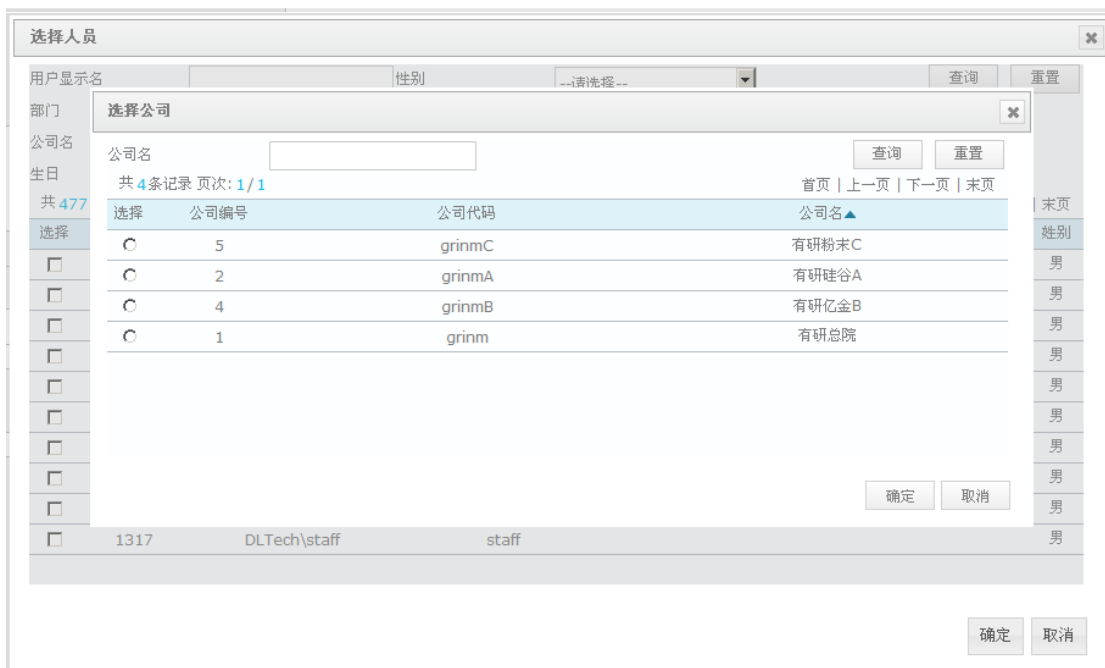 选择人员
用户显示名 性别 --请选择-- 查询 重置
部门
公司名
生日
共 477 | 末页
选择 姓别
男
男
男
男
男
男
男
男
男
1317 DLTech\staff staff 男
选择公司
公司名 查询 重置
共 4条记录 页次: 1 / 1 首页 | 上一页 | 下一页 | 末页
选择 公司编号 公司代码 公司名▲
5 grinmC 有研粉末C
2 grinmA 有研硅谷A
4 grinmB 有研亿金B
1 grinm 有研总院
确定 取消
确定 取消